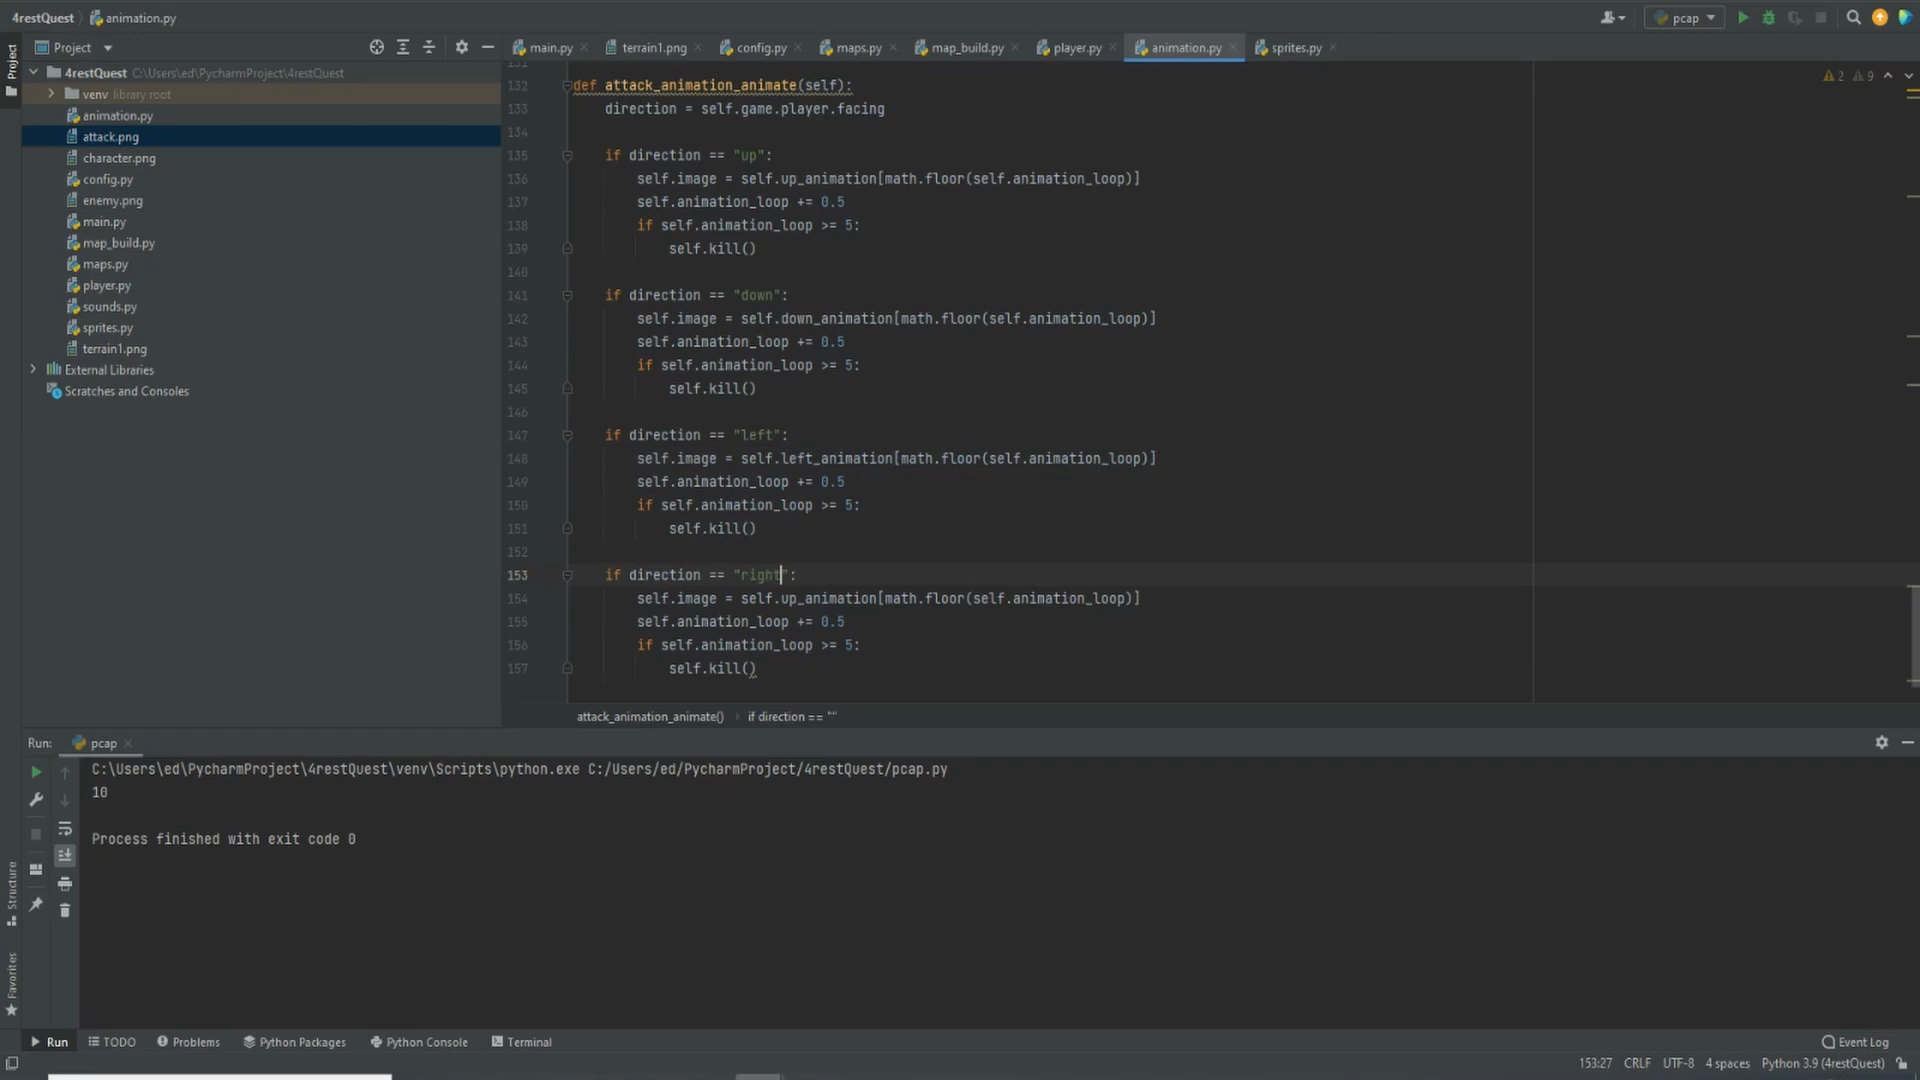 4restQuest
animation.py
pcap
Project
main.py
terrain1.png
config.py
maps.py
map_build.py
player.py
animation.py
sprites.py
Project
4restQuest C:\Users\ed\PycharmProject\4restQuest
venv library root
animation.py
attack.png
character.png
config.py
enemy.png
main.py
map_build.py
maps.py
player.py
sounds.py
sprites.py
terrain1.png
External Libraries
Scratches and Consoles
2 9
131
132 def attack_animation_animate(self):
133 direction = self.game.player.facing
134
135 if direction == "up":
136 self.image = self.up_animation[math.floor(self.animation_loop)]
137 self.animation_loop += 0.5
138 if self.animation_loop >= 5:
139 self.kill()
140
141 if direction == "down":
142 self.image = self.down_animation[math.floor(self.animation_loop)]
143 self.animation_loop += 0.5
144 if self.animation_loop >= 5:
145 self.kill()
146
147 if direction == "left":
148 self.image = self.left_animation[math.floor(self.animation_loop)]
149 self.animation_loop += 0.5
150 if self.animation_loop >= 5:
151 self.kill()
152
153 if direction == "right":
154 self.image = self.up_animation[math.floor(self.animation_loop)]
155 self.animation_loop += 0.5
156 if self.animation_loop >= 5:
157 self.kill()
attack_animation_animate() › if direction == ""
Run: pcap
C:\Users\ed\PycharmProject\4restQuest\venv\Scripts\python.exe C:/Users/ed/PycharmProject/4restQuest/pcap.py
10
Process finished with exit code 0
Structure
Favorites
Run
TODO
Problems
Python Packages
Python Console
Terminal
Event Log
153:27 CRLF UTF-8 4 spaces Python 3.9 (4restQuest)